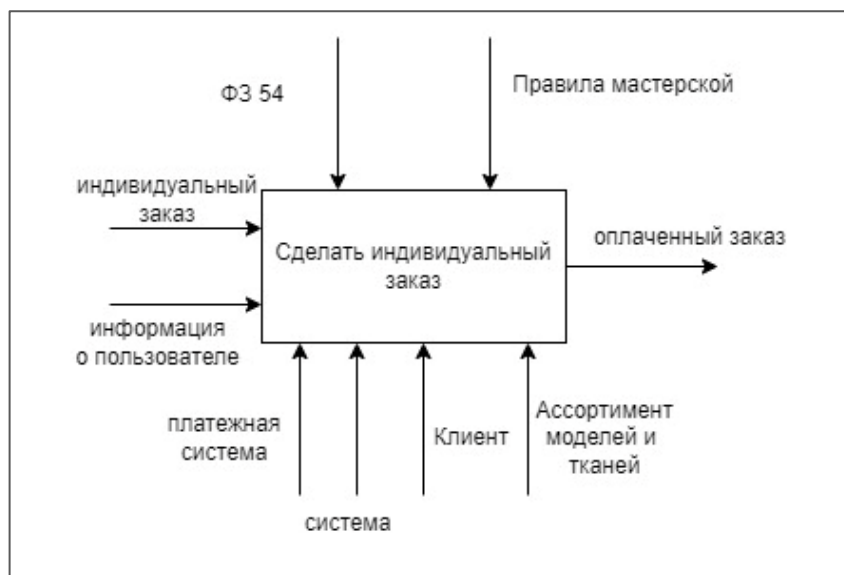 ФЗ 54
Правила мастерской
индивидуальный
заказ
Сделать индивидуальный
заказ
оплаченный заказ
информация
о пользователе
платежная
система
система
Клиент
Ассортимент
моделей и
тканей